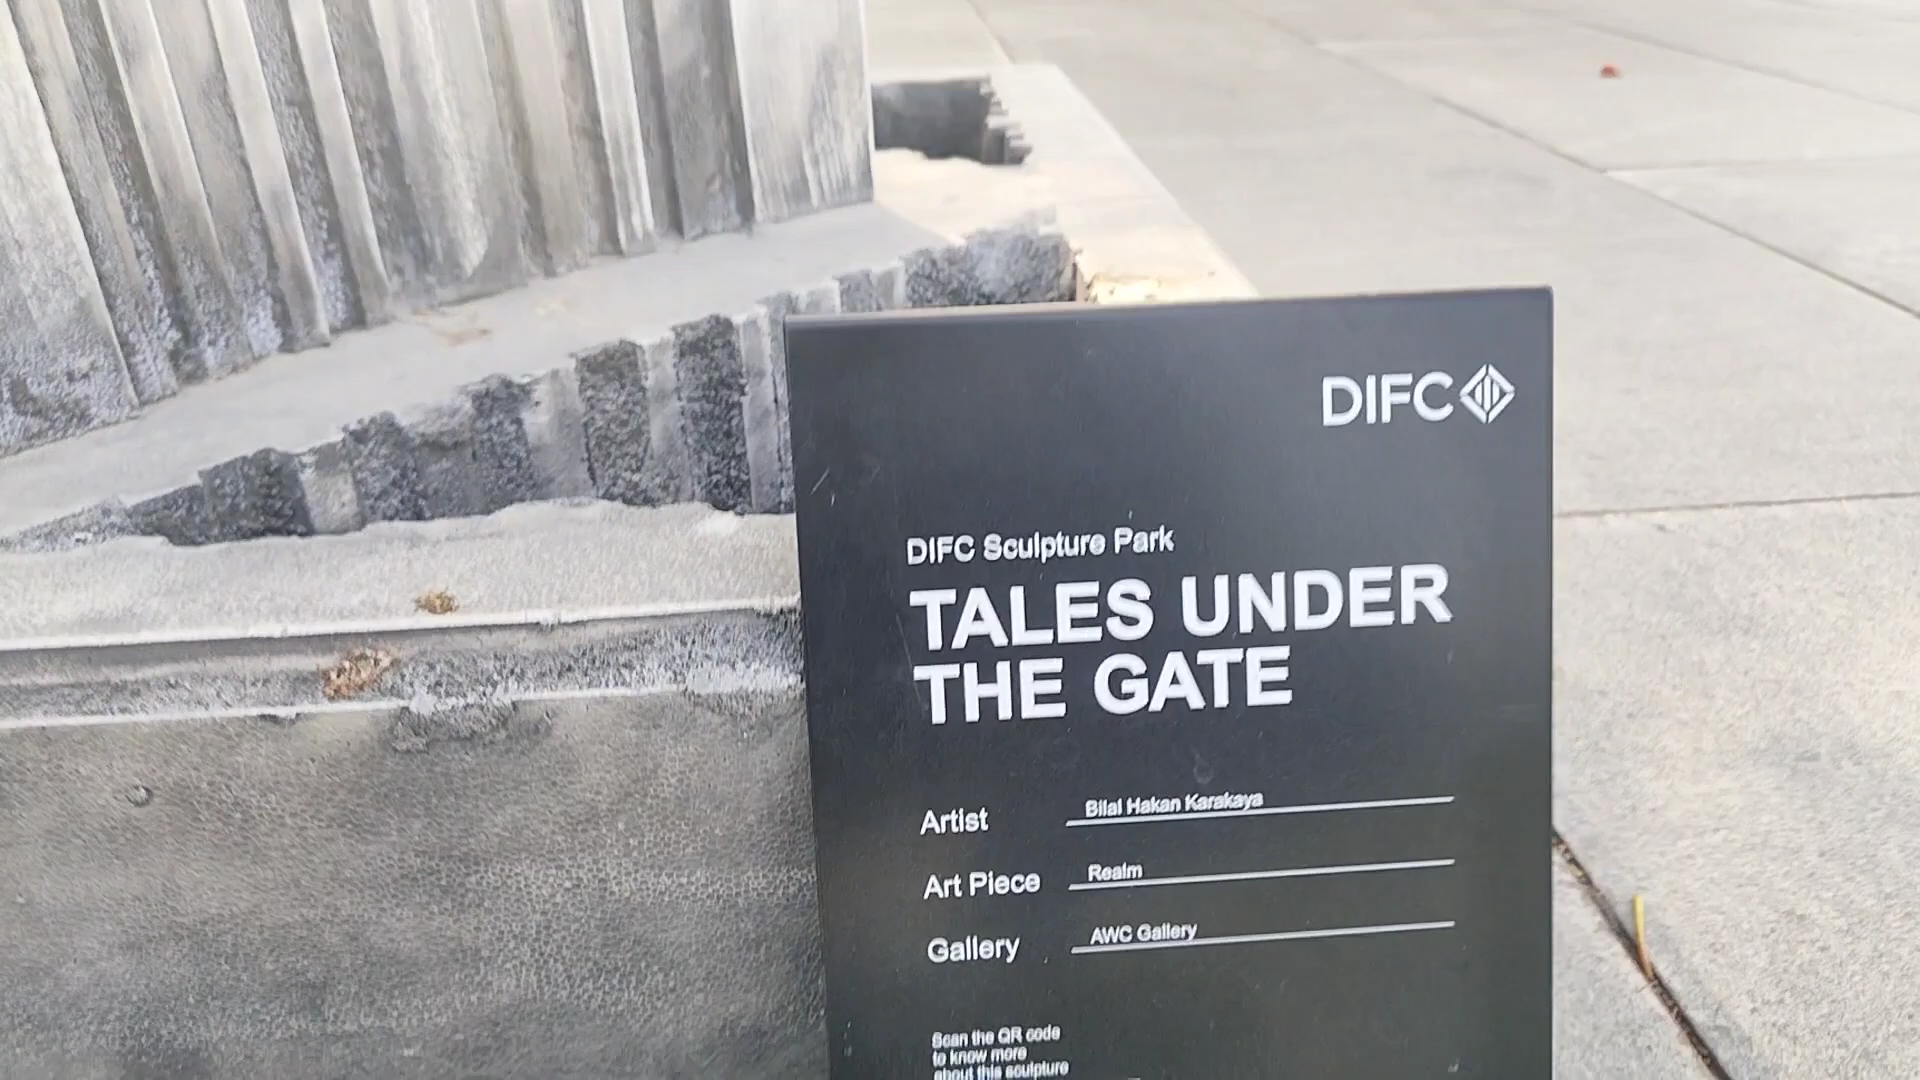 DIFC
DIFC Sculpture Park
TALES UNDER
THE GATE
Artist Bilal Hakan Karakaya
Art Piece Realm
Gallery AWC Gallery
Scan the QR code
to know more
about this sculpture